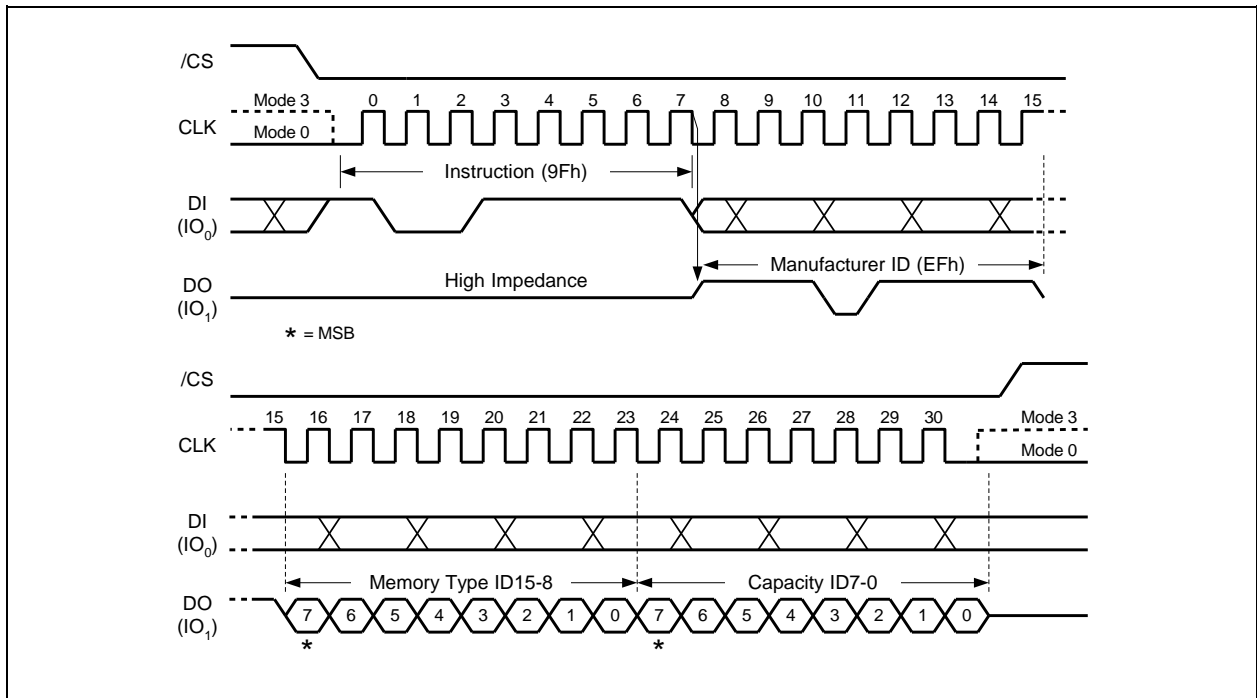 /CS
Mode 3 0 1 2 3 4 5 6 7 8 9 10 11 12 13 14 15
CLK
Mode 0
Instruction (9Fh)
DI
(IO₀)
Manufacturer ID (EFh)
High Impedance
DO
(IO₁)
* = MSB
/CS
15 16 17 18 19 20 21 22 23 24 25 26 27 28 29 30 Mode 3
CLK
Mode 0
DI
(IO₀)
Memory Type ID15-8 Capacity ID7-0
DO
(IO₁)
7 6 5 4 3 2 1 0 7 6 5 4 3 2 1 0
* *